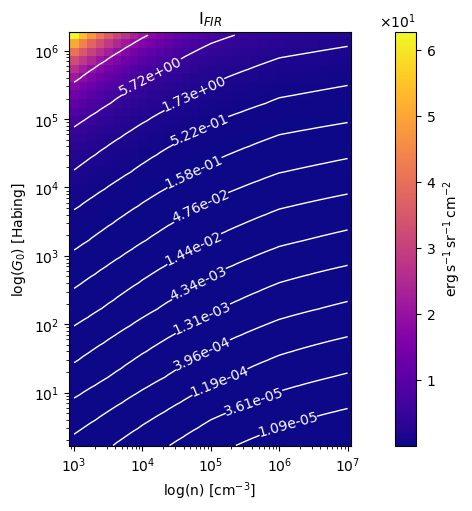 I_{FIR}
×10^1
10^6
10^5
10^4
10^3
10^2
10^1
log(G_0) [Habing]
5.72e+00
1.73e+00
5.22e-01
1.58e-01
4.76e-02
1.44e-02
4.34e-03
1.31e-03
3.96e-04
1.19e-04
3.61e-05
1.09e-05
10^3 10^4 10^5 10^6 10^7
log(n) [cm^{-3}]
6
5
4
3
2
1
erg s^{-1} sr^{-1} cm^{-2}